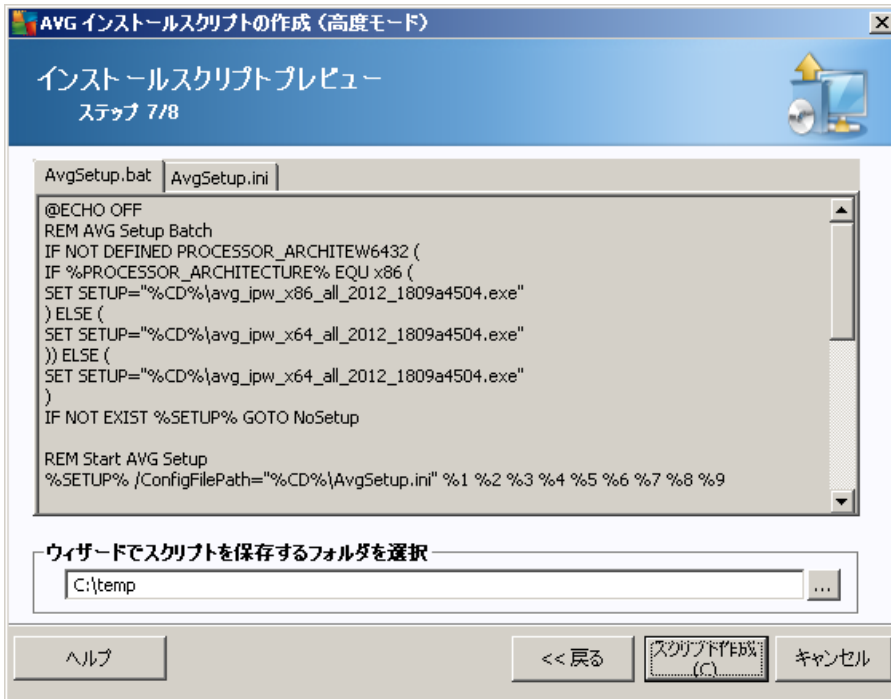 AVG インストールスクリプトの作成 (高度モード)
インストールスクリプトプレビュー
ステップ 7/8
AvgSetup.bat
AvgSetup.ini
@ECHO OFF
REM AVG Setup Batch
IF NOT DEFINED PROCESSOR_ARCHITEW6432 (
IF %PROCESSOR_ARCHITECTURE% EQU x86 (
SET SETUP="%CD%\avg_ipw_x86_all_2012_1809a4504.exe"
) ELSE (
SET SETUP="%CD%\avg_ipw_x64_all_2012_1809a4504.exe"
)) ELSE (
SET SETUP="%CD%\avg_ipw_x64_all_2012_1809a4504.exe"
)
IF NOT EXIST %SETUP% GOTO NoSetup
REM Start AVG Setup
%SETUP% /ConfigFilePath="%CD%\AvgSetup.ini" %1 %2 %3 %4 %5 %6 %7 %8 %9
ウィザードでスクリプトを保存するフォルダを選択
C:\temp
...
ヘルプ
<< 戻る
スクリプト作成
(C)
キャンセル